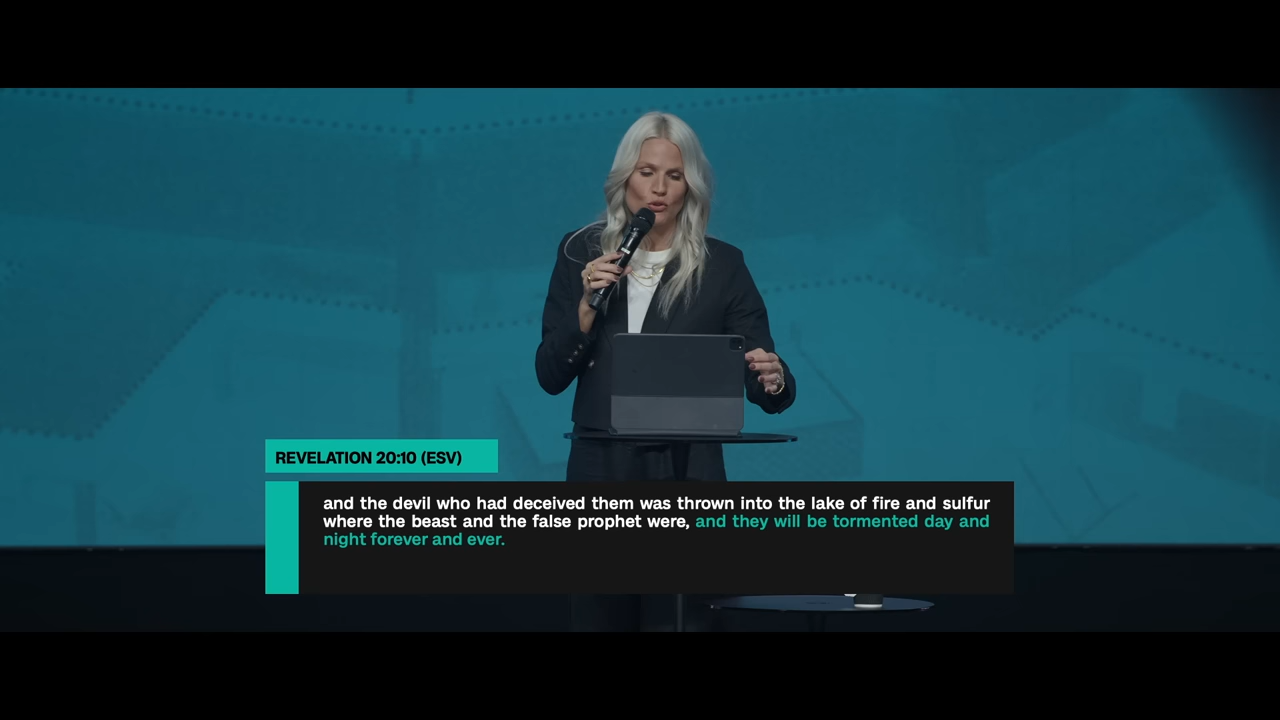 REVELATION 20:10 (ESV)
and the devil who had deceived them was thrown into the lake of fire and sulfur
where the beast and the false prophet were, and they will be tormented day and
night forever and ever.